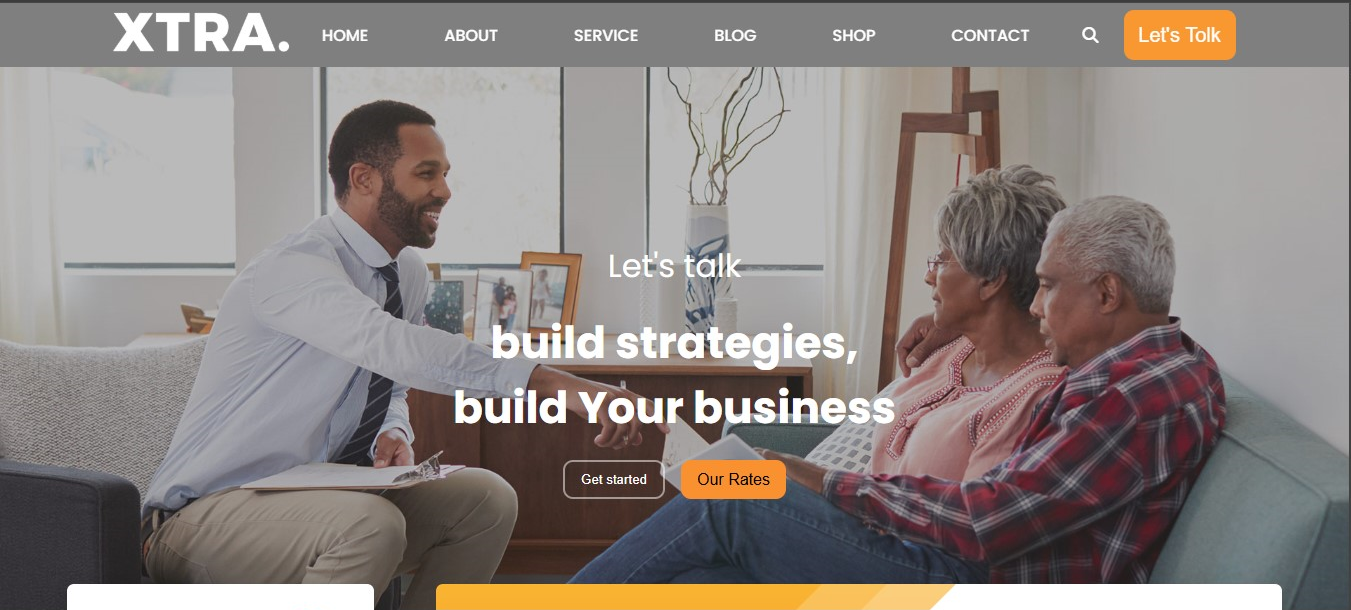 XTRA.
HOME ABOUT SERVICE BLOG SHOP CONTACT Let's Tolk
Let's talk
build strategies,
build Your business
Get started Our Rates